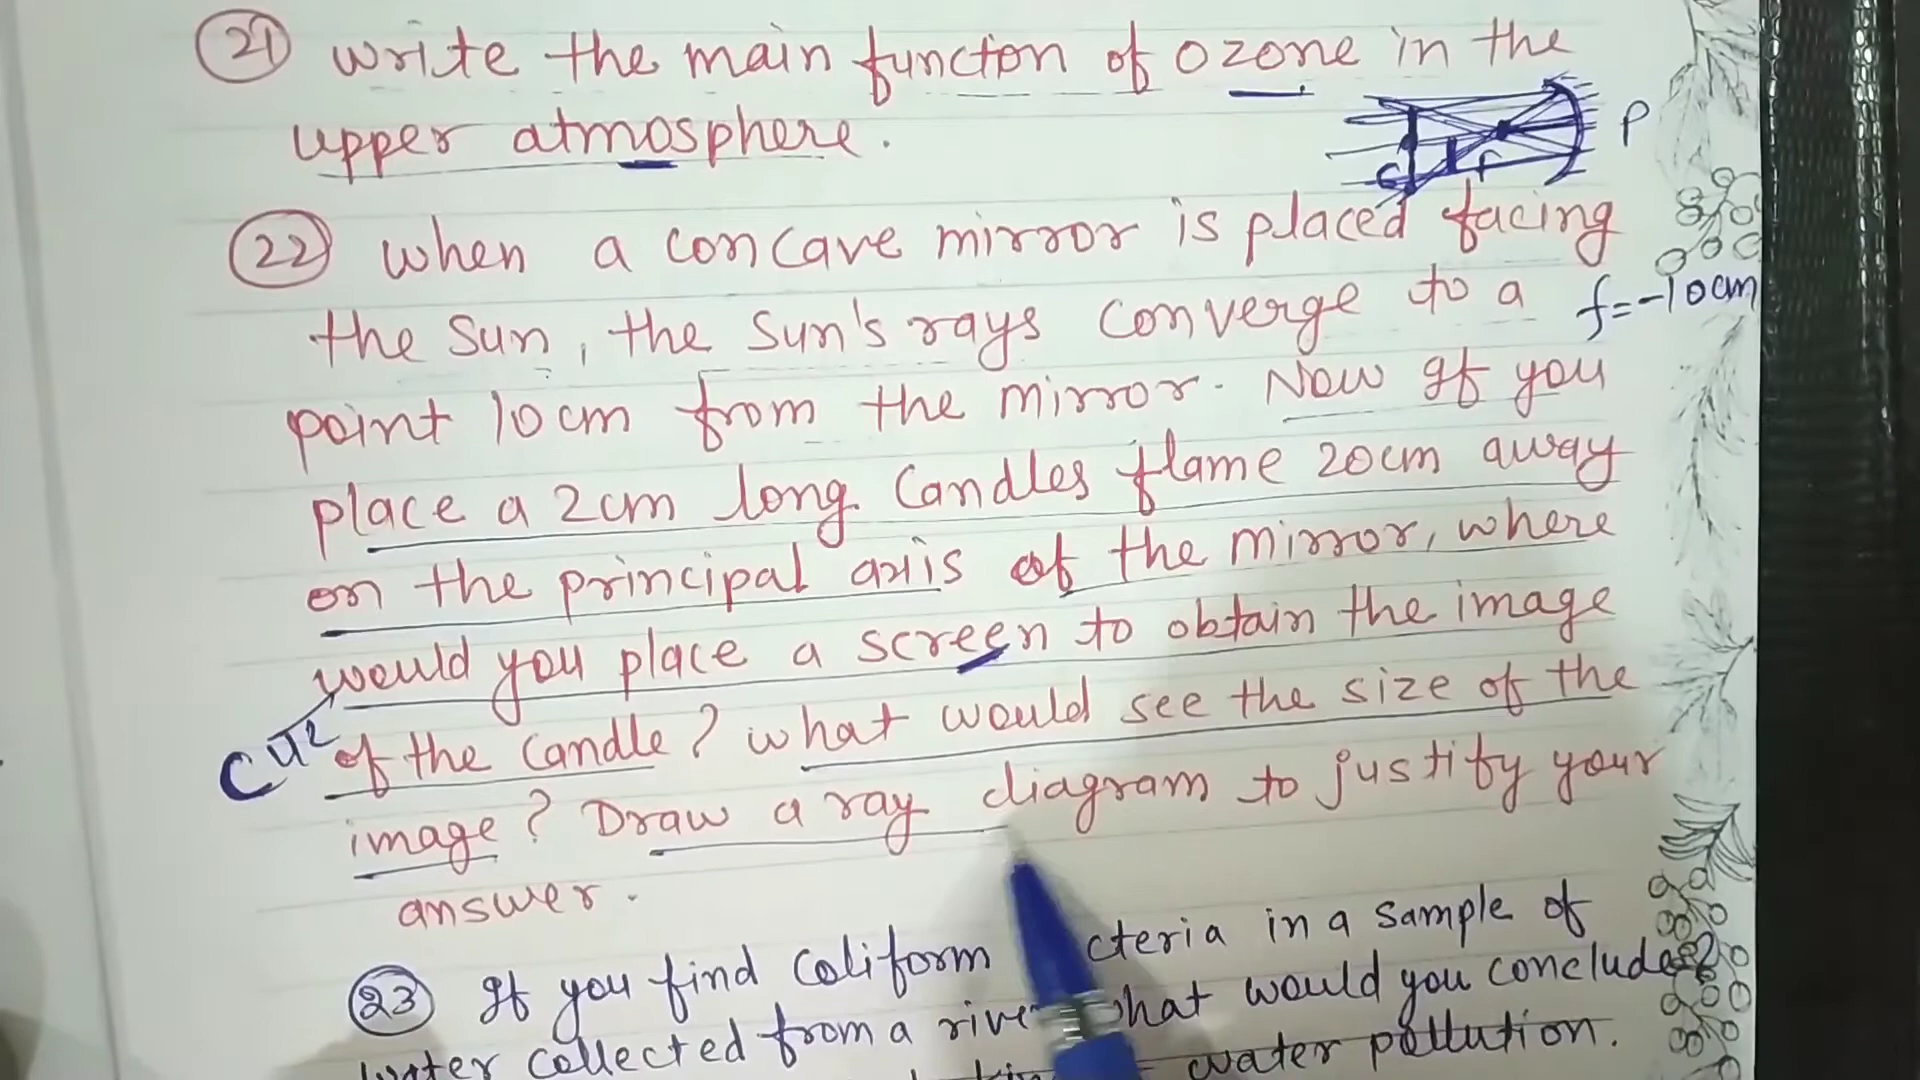 21 write the main function of ozone in the
upper atmosphere.
P
C F
22 when a concave mirror is placed facing
the Sun, the Sun's rays converge to a
f=-10cm
point 10cm from the mirror. Now If you
place a 2cm long Candles flame 20cm away
on the principal axis of the mirror, where
would you place a screen to obtain the image
of the candle? what would see the size of the
image? Draw a ray diagram to justify your
answer.
23 If you find Coliform cteria in a sample of
water collected from a river what would you conclude?
water pollution.